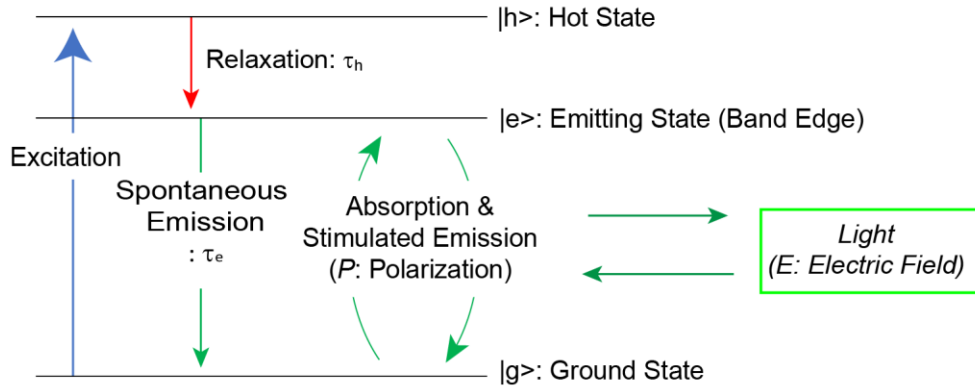 |h>: Hot State
Relaxation: τh
|e>: Emitting State (Band Edge)
Excitation
Spontaneous
Emission
: τe
Absorption &
Stimulated Emission
(P: Polarization)
Light
(E: Electric Field)
|g>: Ground State